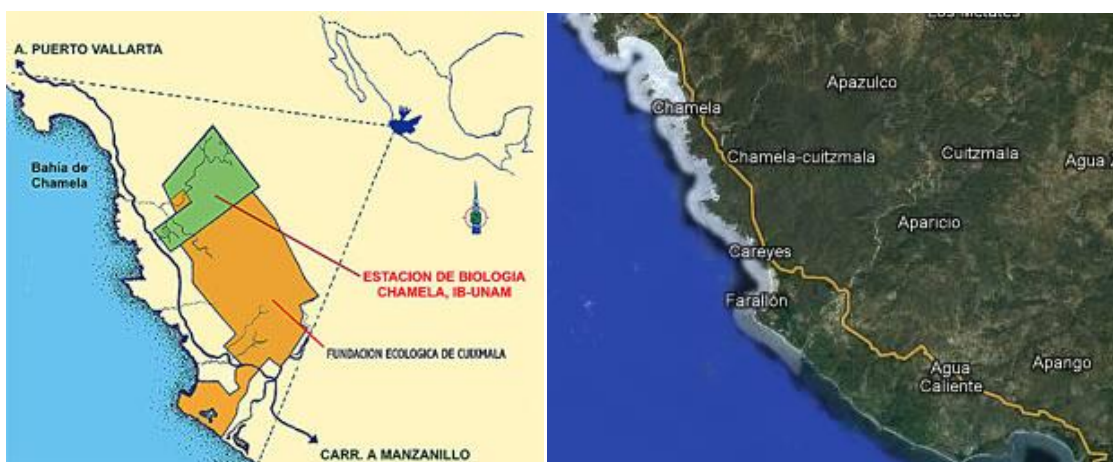 A. PUERTO VALLARTA
Bahía de
Chamela
ESTACION DE BIOLOGIA
CHAMELA, IB-UNAM
FUNDACION ECOLOGICA DE CUIXMALA
CARR. A MANZANILLO
Apazulco
Chamela
Chamela-cuitzmala
Cuitzmala
Agua
Aparicio
Careyes
Farallón
Agua
Caliente
Apango